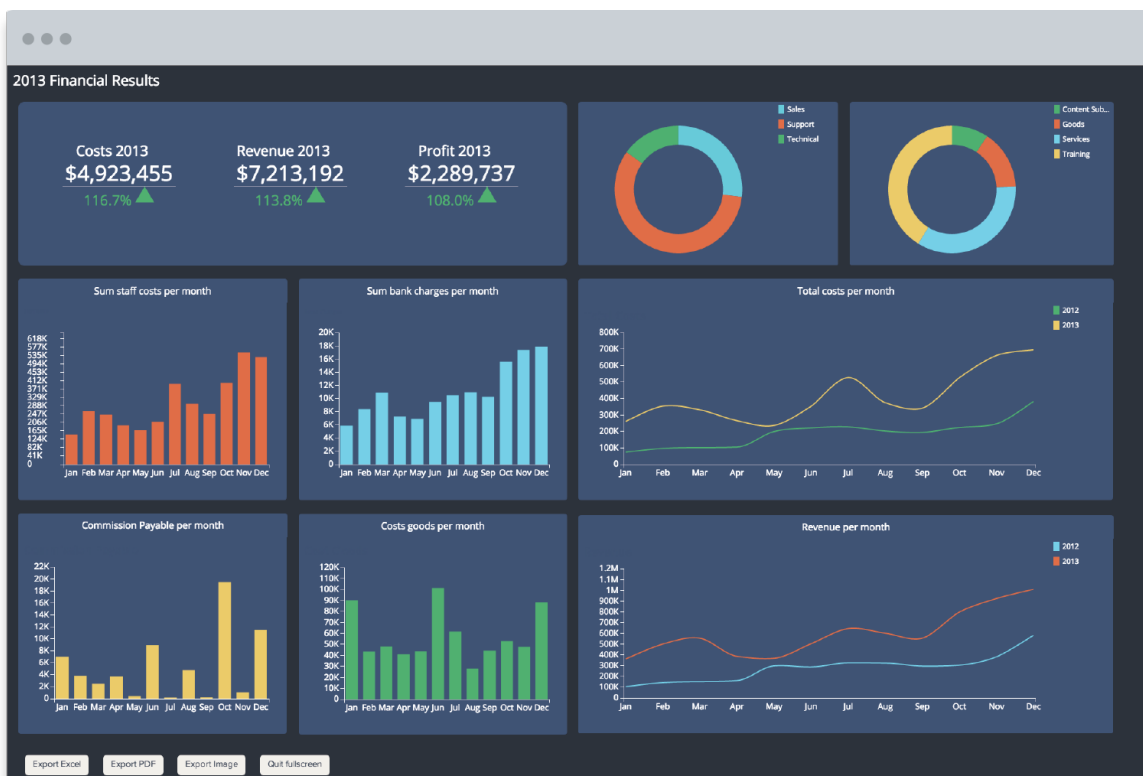 2013 Financial Results
Costs 2013
$4,923,455
116.7%
Revenue 2013
$7,213,192
113.8%
Profit 2013
$2,289,737
108.0%
Sales
Support
Technical
Content Sub...
Goods
Services
Training
Sum staff costs per month
618K
577K
535K
494K
453K
412K
371K
329K
288K
247K
206K
165K
124K
82K
41K
0
Jan Feb Mar Apr May Jun Jul Aug Sep Oct Nov Dec
Sum bank charges per month
20K
18K
16K
14K
12K
10K
8K
6K
4K
2K
0
Jan Feb Mar Apr May Jun Jul Aug Sep Oct Nov Dec
Total costs per month
2012
2013
800K
700K
600K
500K
400K
300K
200K
100K
0
Jan Feb Mar Apr May Jun Jul Aug Sep Oct Nov Dec
Commission Payable per month
22K
20K
18K
16K
14K
12K
10K
8K
6K
4K
2K
0
Jan Feb Mar Apr May Jun Jul Aug Sep Oct Nov Dec
Costs goods per month
120K
110K
100K
90K
80K
70K
60K
50K
40K
30K
20K
10K
0
Jan Feb Mar Apr May Jun Jul Aug Sep Oct Nov Dec
Revenue per month
2012
2013
1.2M
1.1M
1M
900K
800K
700K
600K
500K
400K
300K
200K
100K
0
Jan Feb Mar Apr May Jun Jul Aug Sep Oct Nov Dec
Export Excel
Export PDF
Export Image
Quit fullscreen